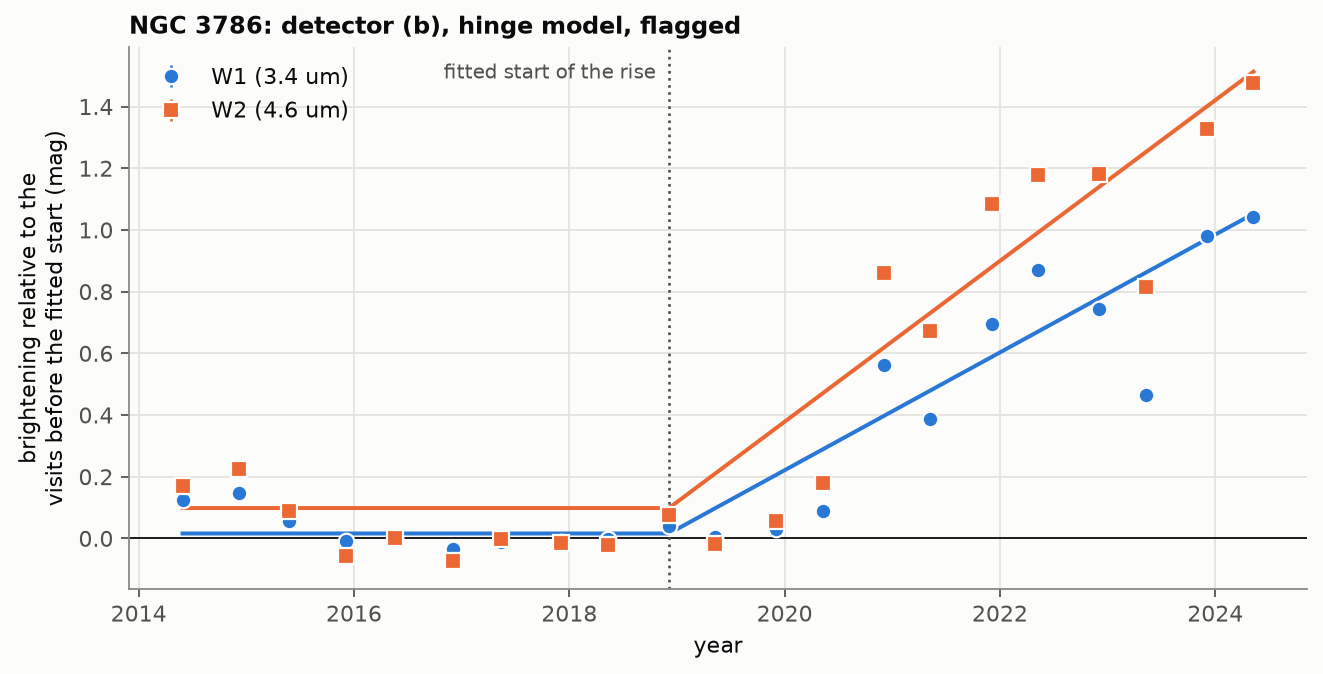 NGC 3786: detector (b), hinge model, flagged
fitted start of the rise
W1 (3.4 um)
W2 (4.6 um)
brightening relative to the
visits before the fitted start (mag)
1.4
1.2
1.0
0.8
0.6
0.4
0.2
0.0
2014 2016 2018 2020 2022 2024
year